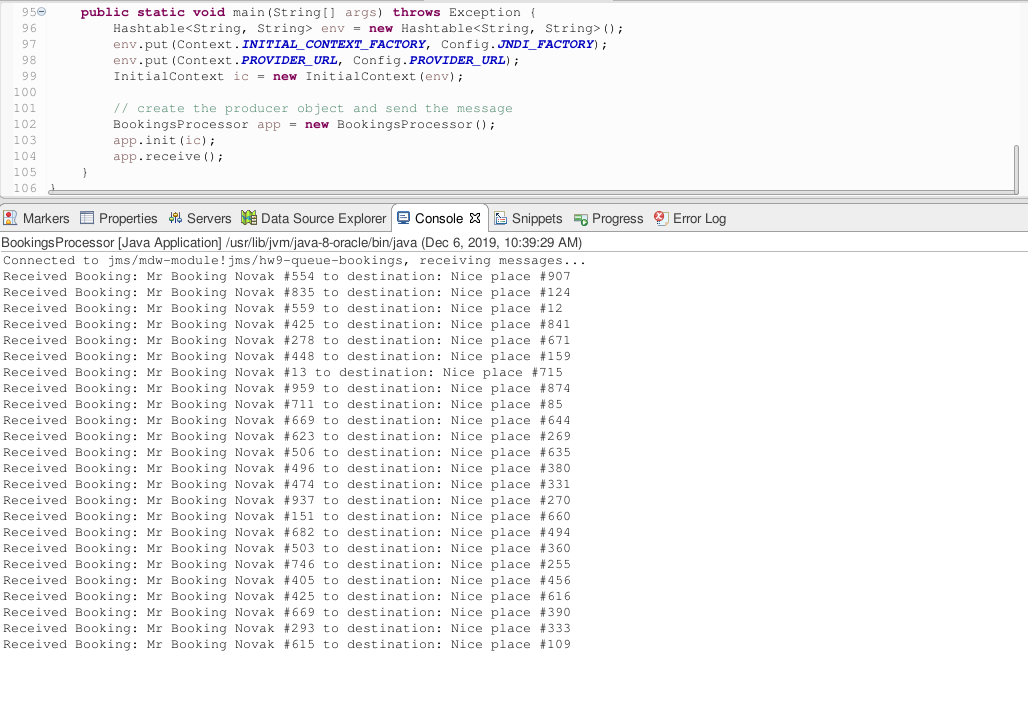 95    public static void main(String[] args) throws Exception {
96        Hashtable<String, String> env = new Hashtable<String, String>();
97        env.put(Context.INITIAL_CONTEXT_FACTORY, Config.JNDI_FACTORY);
98        env.put(Context.PROVIDER_URL, Config.PROVIDER_URL);
99        InitialContext ic = new InitialContext(env);
100
101        // create the producer object and send the message
102        BookingsProcessor app = new BookingsProcessor();
103        app.init(ic);
104        app.receive();
105    }
106 }
Markers Properties Servers Data Source Explorer Console Snippets Progress Error Log
BookingsProcessor [Java Application] /usr/lib/jvm/java-8-oracle/bin/java (Dec 6, 2019, 10:39:29 AM)
Connected to jms/mdw-module!jms/hw9-queue-bookings, receiving messages...
Received Booking: Mr Booking Novak #554 to destination: Nice place #907
Received Booking: Mr Booking Novak #835 to destination: Nice place #124
Received Booking: Mr Booking Novak #559 to destination: Nice place #12
Received Booking: Mr Booking Novak #425 to destination: Nice place #841
Received Booking: Mr Booking Novak #278 to destination: Nice place #671
Received Booking: Mr Booking Novak #448 to destination: Nice place #159
Received Booking: Mr Booking Novak #13 to destination: Nice place #715
Received Booking: Mr Booking Novak #959 to destination: Nice place #874
Received Booking: Mr Booking Novak #711 to destination: Nice place #85
Received Booking: Mr Booking Novak #669 to destination: Nice place #644
Received Booking: Mr Booking Novak #623 to destination: Nice place #269
Received Booking: Mr Booking Novak #506 to destination: Nice place #635
Received Booking: Mr Booking Novak #496 to destination: Nice place #380
Received Booking: Mr Booking Novak #474 to destination: Nice place #331
Received Booking: Mr Booking Novak #937 to destination: Nice place #270
Received Booking: Mr Booking Novak #151 to destination: Nice place #660
Received Booking: Mr Booking Novak #682 to destination: Nice place #494
Received Booking: Mr Booking Novak #503 to destination: Nice place #360
Received Booking: Mr Booking Novak #746 to destination: Nice place #255
Received Booking: Mr Booking Novak #405 to destination: Nice place #456
Received Booking: Mr Booking Novak #425 to destination: Nice place #616
Received Booking: Mr Booking Novak #669 to destination: Nice place #390
Received Booking: Mr Booking Novak #293 to destination: Nice place #333
Received Booking: Mr Booking Novak #615 to destination: Nice place #109